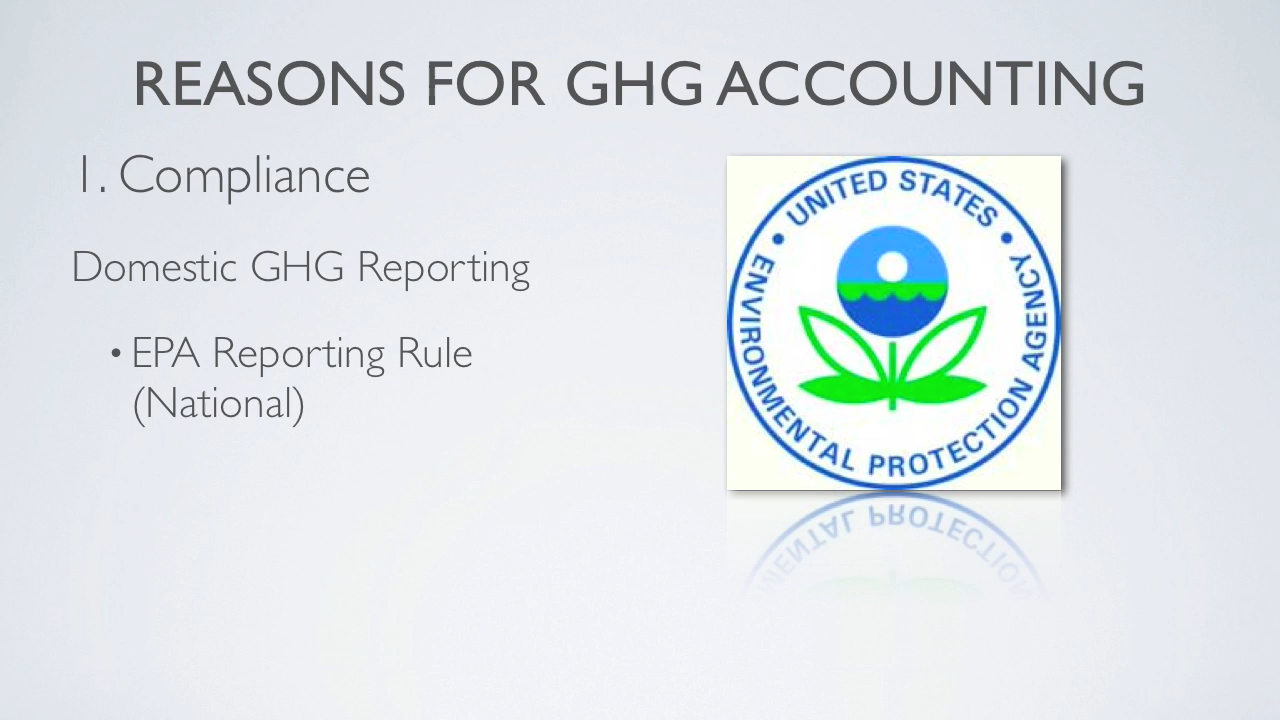 REASONS FOR GHG ACCOUNTING
1. Compliance
Domestic GHG Reporting
• EPA Reporting Rule
(National)
• UNITED STATES •
ENVIRONMENTAL PROTECTION AGENCY